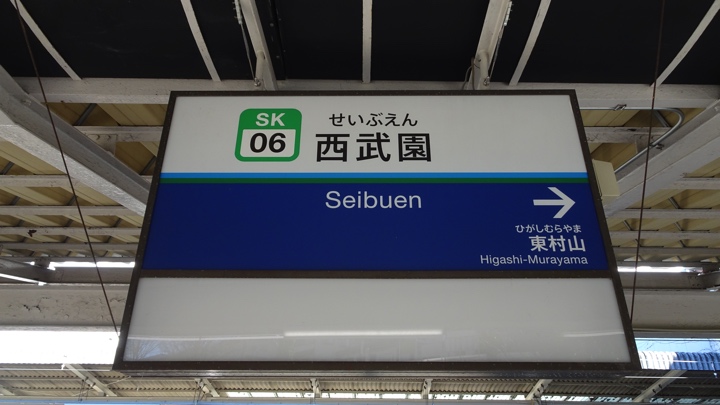 SK
06
せいぶえん
西武園
Seibuen
→
ひがしむらやま
東村山
Higashi-Murayama